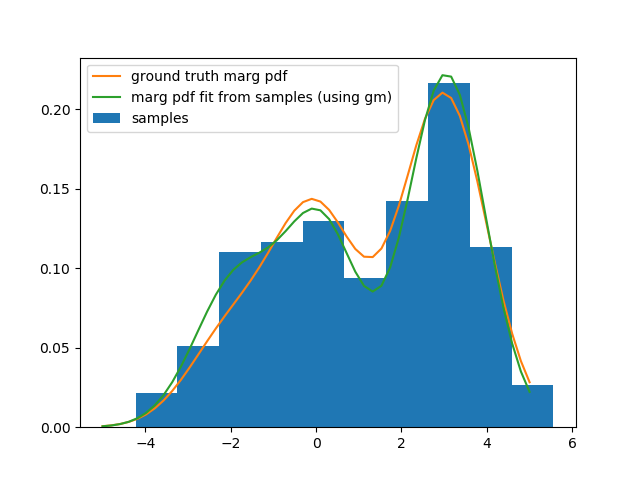 ground truth marg pdf
marg pdf fit from samples (using gm)
samples
0.20
0.15
0.10
0.05
0.00
−4 −2 0 2 4 6